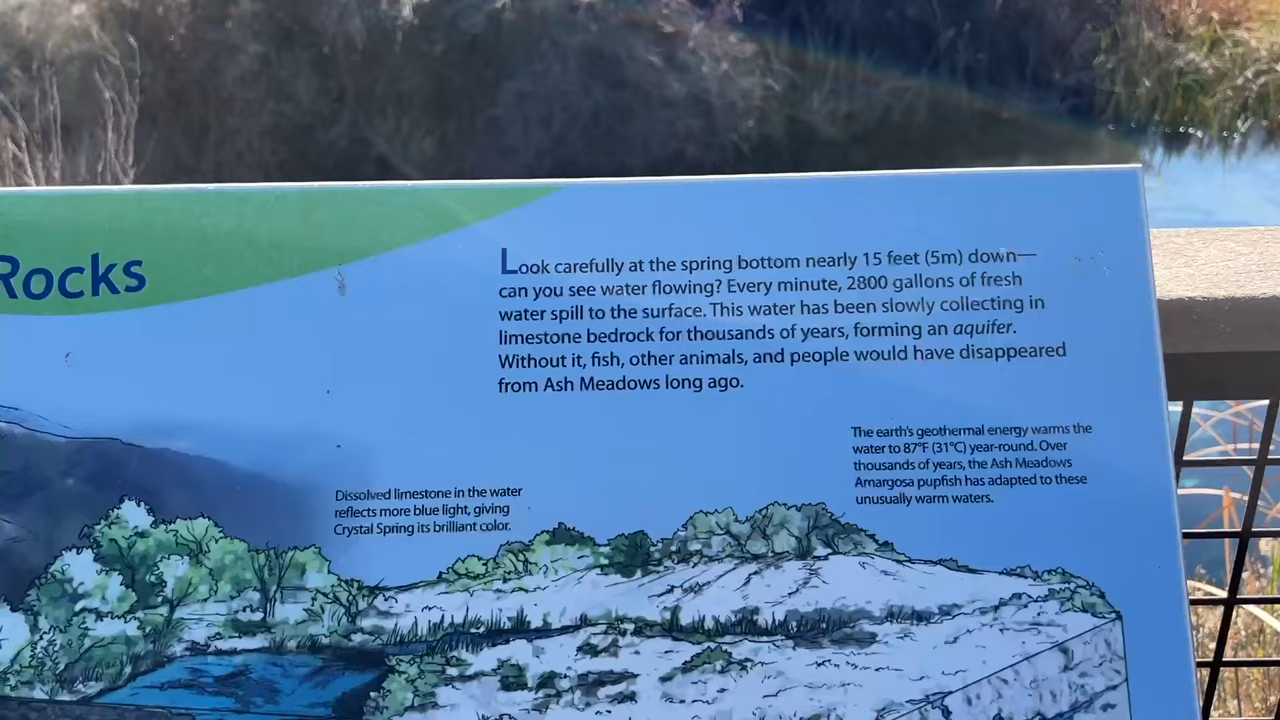 Rocks
Look carefully at the spring bottom nearly 15 feet (5m) down—
can you see water flowing? Every minute, 2800 gallons of fresh
water spill to the surface. This water has been slowly collecting in
limestone bedrock for thousands of years, forming an aquifer.
Without it, fish, other animals, and people would have disappeared
from Ash Meadows long ago.
The earth's geothermal energy warms the
water to 87°F (31°C) year-round. Over
thousands of years, the Ash Meadows
Amargosa pupfish has adapted to these
unusually warm waters.
Dissolved limestone in the water
reflects more blue light, giving
Crystal Spring its brilliant color.